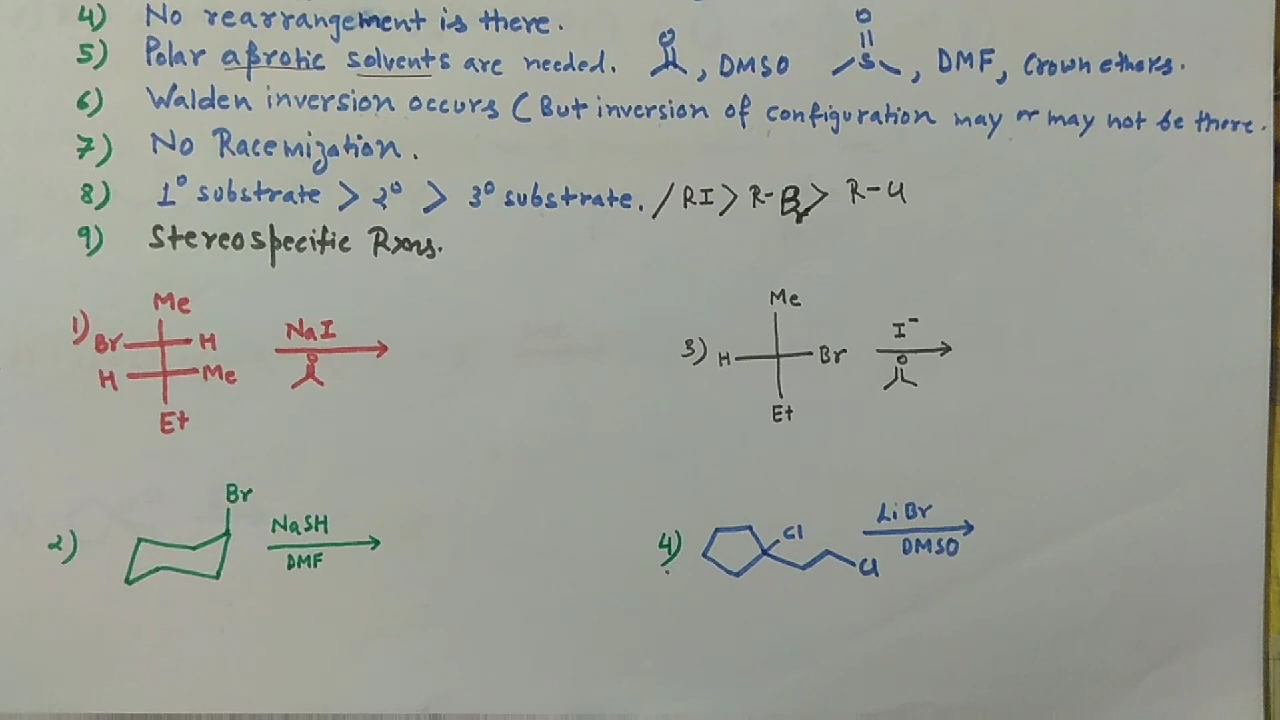 4) No rearrangement is there.
5) Polar aprotic solvents are needed. O, DMSO O S, DMF, Crown ethers.
6) Walden inversion occurs (But inversion of configuration may or may not be there.
7) No Racemization.
8) 1° substrate > 2° > 3° substrate. / RI > R-Br > R-Cl
9) Stereospecific Rxns.
1) Me
Br H NaI
H Me O
Et
3) Me
H Br I⁻
O
Et
2) Br
NaSH
DMF
4) Cl LiBr
Cl DMSO